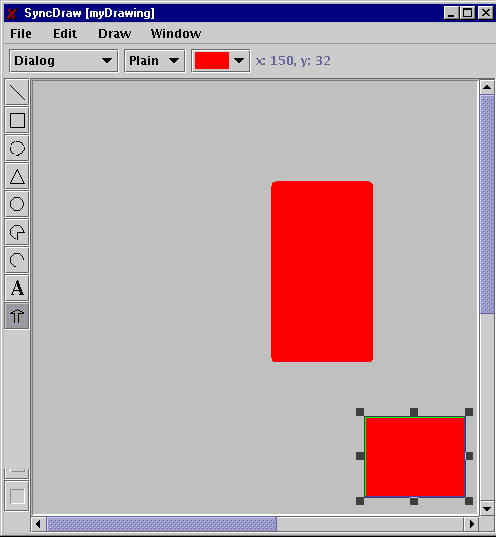 SyncDraw [myDrawing]
File Edit Draw Window
Dialog Plain x: 150, y: 32
A